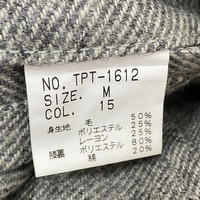 NO. TPT-1612
SIZE. M
COL. 15
身生地 毛 50%
ポリエステル 25%
レーヨン 25%
膝裏 ポリエステル 80%
綿 20%